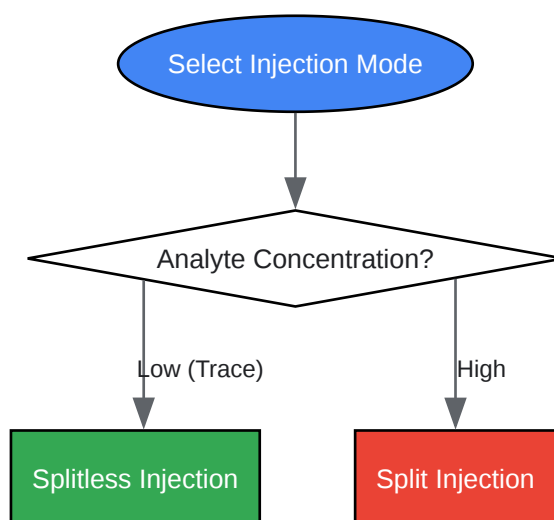 Select Injection Mode
Analyte Concentration?
Low (Trace)
High
Splitless Injection
Split Injection